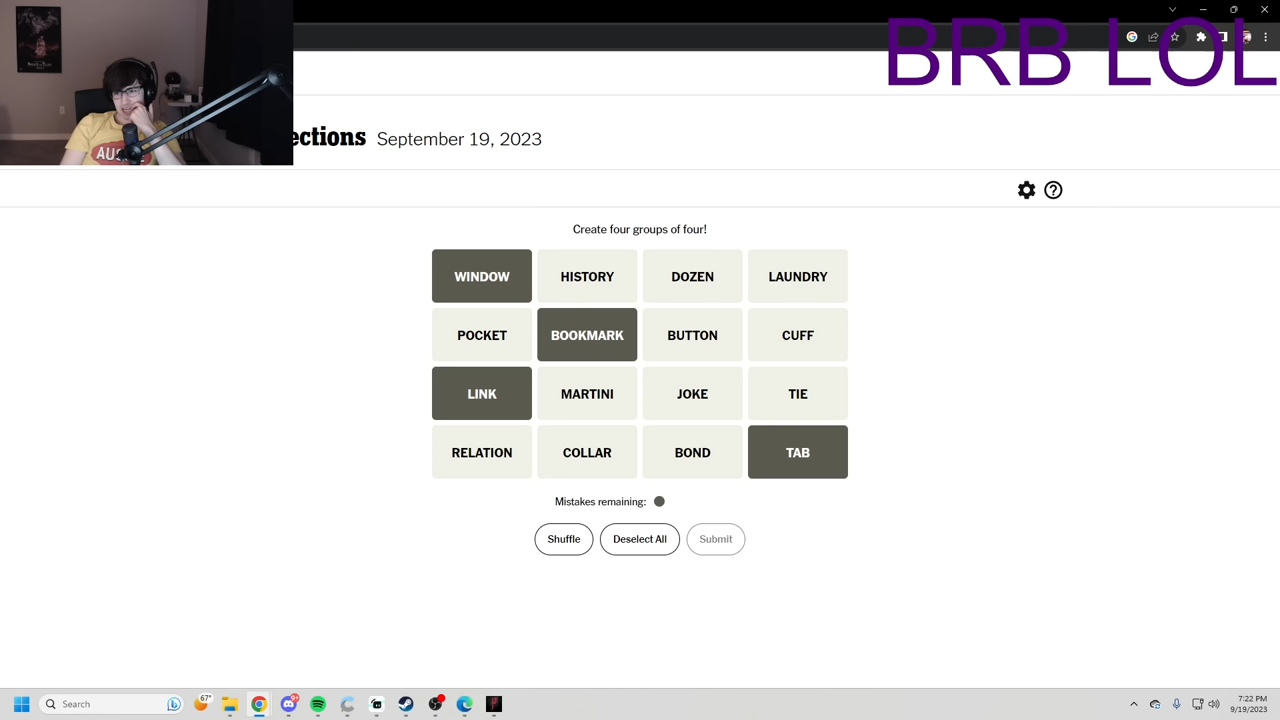 BRB LOL
ections September 19, 2023
Create four groups of four!
WINDOW HISTORY DOZEN LAUNDRY
POCKET BOOKMARK BUTTON CUFF
LINK MARTINI JOKE TIE
RELATION COLLAR BOND TAB
Mistakes remaining:
Shuffle Deselect All Submit
Search 67° 7:22 PM
9/19/2023